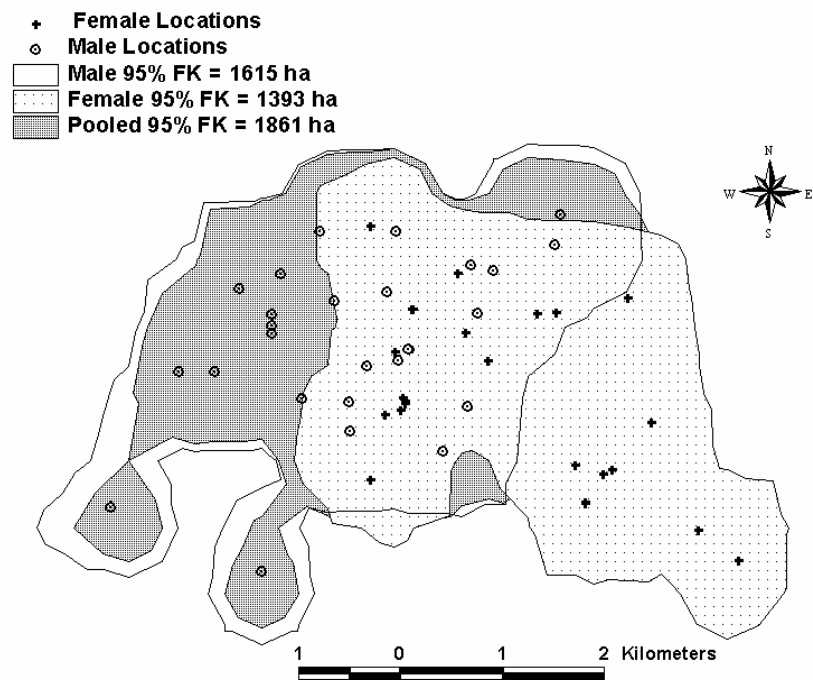 Female Locations
Male Locations
Male 95% FK = 1615 ha
Female 95% FK = 1393 ha
Pooled 95% FK = 1861 ha
N
W E
S
1 0 2 Kilometers